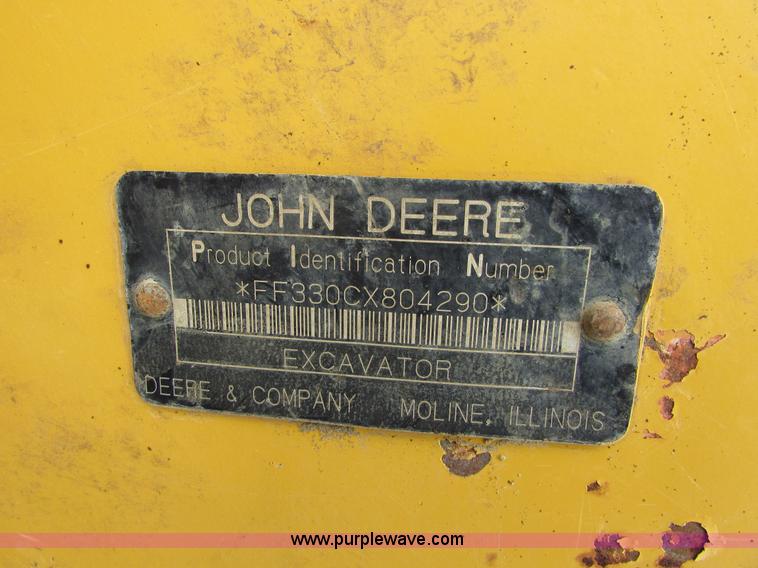 JOHN DEERE
Product Identification Number
*FF330CX804290*
EXCAVATOR
DEERE & COMPANY MOLINE, ILLINOIS
www.purplewave.com